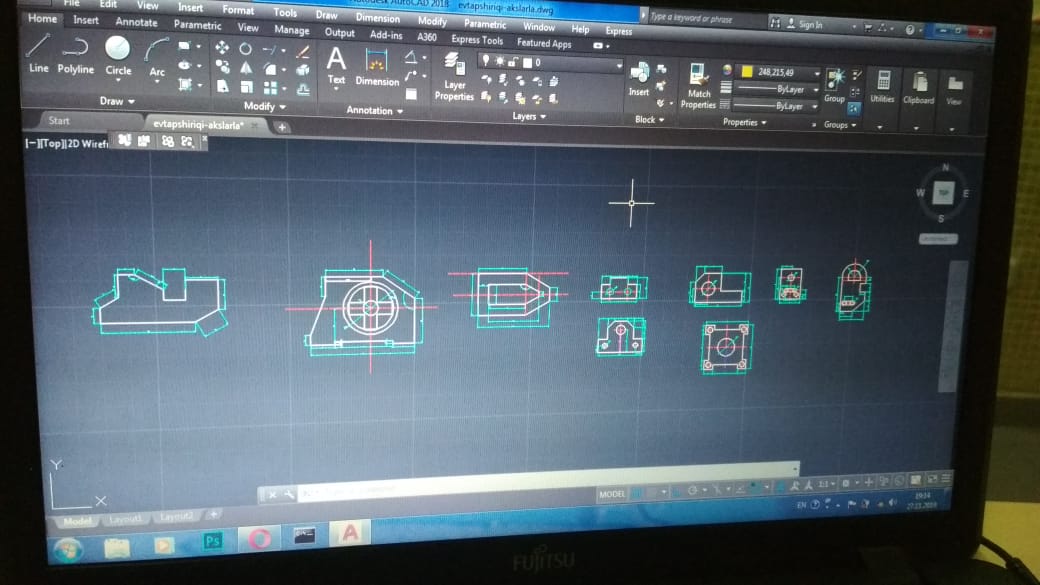 Autodesk AutoCAD 2018 evtapshiriqi-akslarla.dwg
Type a keyword or phrase
Sign In
File Edit View Insert Format Tools Draw Dimension Modify Parametric Window Help Express
Home Insert Annotate Parametric View Manage Output Add-ins A360 Express Tools Featured Apps
Line Polyline Circle Arc
Text Dimension
Layer
Properties
0
Insert
Match
Properties
248,215,49
ByLayer
ByLayer
Group
Utilities
Clipboard
View
Draw
Modify
Annotation
Layers
Block
Properties
Groups
Start
evtapshiriqi-akslarla*
[−][Top][2D Wirefr
N
W
TOP
E
S
Y
X
MODEL
1:1
Model Layout1 Layout2
EN
19:14
27.11.2019
Ps
A
FUJITSU